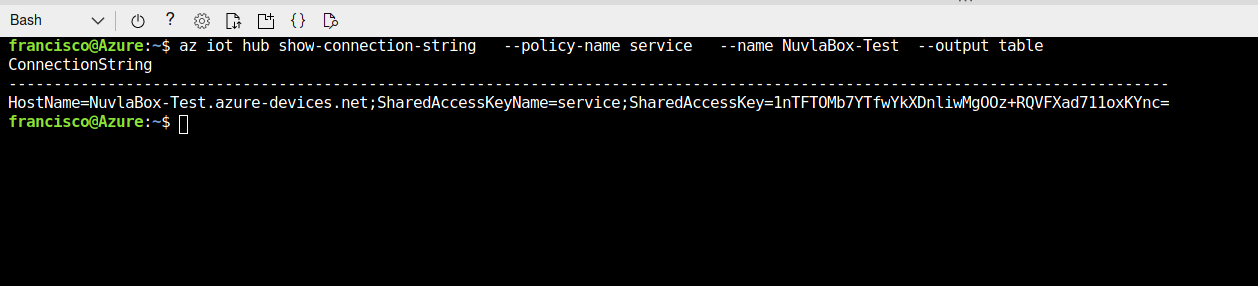 Bash
francisco@Azure:~$ az iot hub show-connection-string   --policy-name service   --name NuvlaBox-Test  --output table
ConnectionString
--------------------------------------------------------------------------------------------------------------------------------
HostName=NuvlaBox-Test.azure-devices.net;SharedAccessKeyName=service;SharedAccessKey=1nTFTOMb7YTfwYkXDnliwMgOOz+RQVFXad711oxKYnc=
francisco@Azure:~$